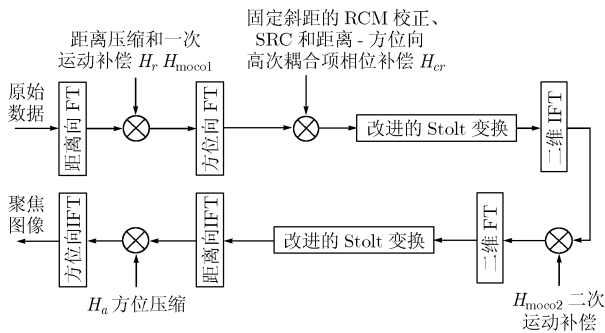 距离压缩和一次
运动补偿 Hr Hmoco1
固定斜距的 RCM 校正、
SRC 和距离 - 方位向
高次耦合项相位补偿 Hcr
原始
数据
距离向 FT
方位向 FT
改进的 Stolt 变换
二维 IFT
聚焦
图像
方位向IFT
距离向IFT
改进的 Stolt 变换
二维 FT
Ha 方位压缩
Hmoco2 二次
运动补偿